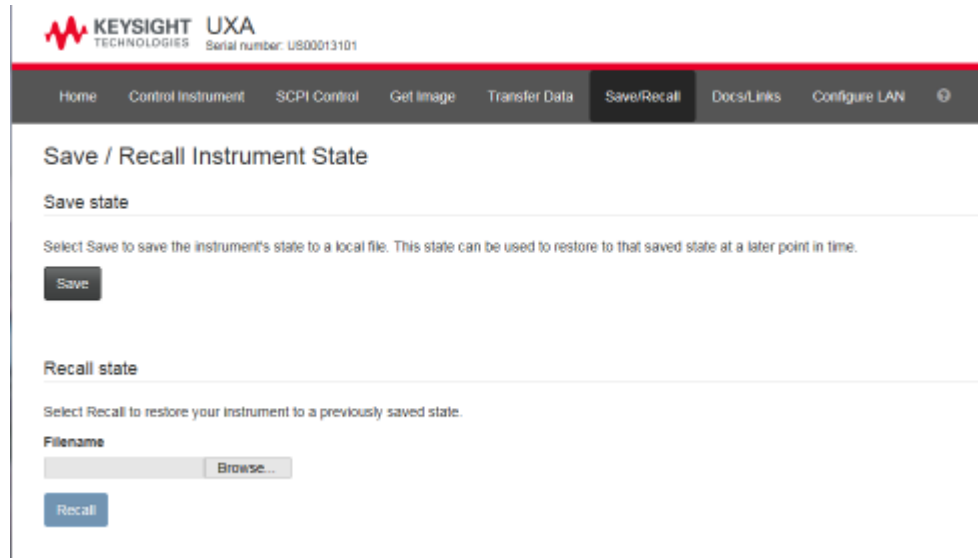 KEYSIGHT UXA
TECHNOLOGIES Serial number: US00013101
Home Control Instrument SCPI Control Get Image Transfer Data Save/Recall Docs/Links Configure LAN ?
Save / Recall Instrument State
Save state
Select Save to save the instrument's state to a local file. This state can be used to restore to that saved state at a later point in time.
Save
Recall state
Select Recall to restore your instrument to a previously saved state.
Filename
Browse...
Recall